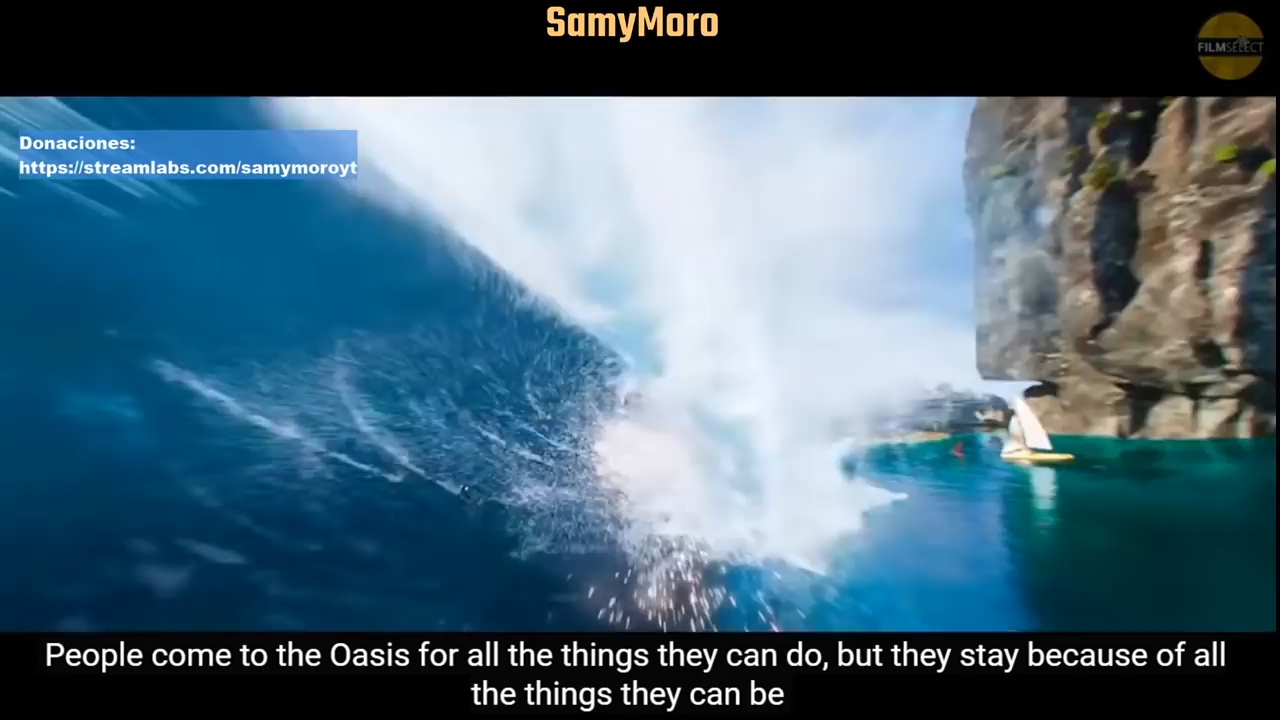 SamyMoro
FILMSELECT
Donaciones:
https://streamlabs.com/samymoroyt
People come to the Oasis for all the things they can do, but they stay because of all
the things they can be